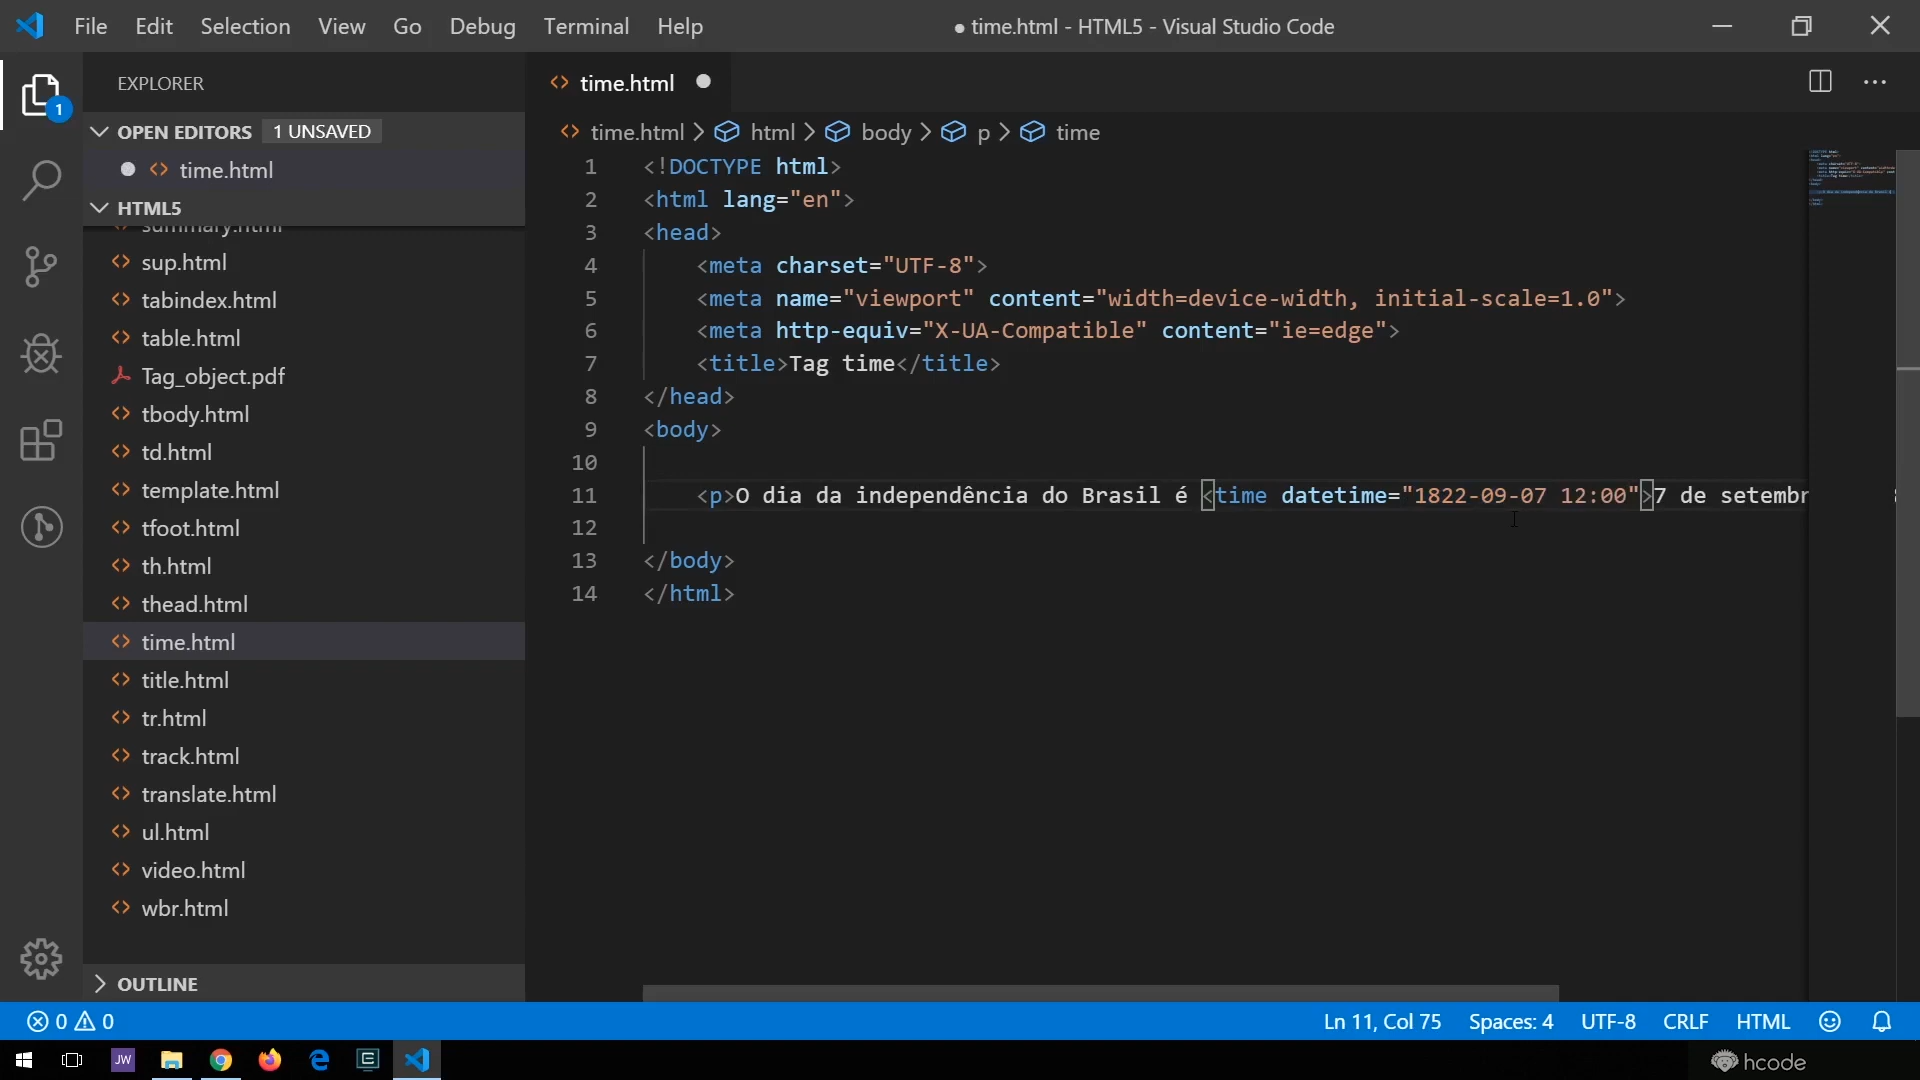 File Edit Selection View Go Debug Terminal Help
● time.html - HTML5 - Visual Studio Code
EXPLORER
1
OPEN EDITORS 1 UNSAVED
time.html
HTML5
summary.html
sup.html
tabindex.html
table.html
Tag_object.pdf
tbody.html
td.html
template.html
tfoot.html
th.html
thead.html
time.html
title.html
tr.html
track.html
translate.html
ul.html
video.html
wbr.html
OUTLINE
time.html
time.html > html > body > p > time
1 <!DOCTYPE html>
2 <html lang="en">
3 <head>
4 <meta charset="UTF-8">
5 <meta name="viewport" content="width=device-width, initial-scale=1.0">
6 <meta http-equiv="X-UA-Compatible" content="ie=edge">
7 <title>Tag time</title>
8 </head>
9 <body>
10
11 <p>O dia da independência do Brasil é <time datetime="1822-09-07 12:00">7 de setembr
12
13 </body>
14 </html>
0 0
Ln 11, Col 75 Spaces: 4 UTF-8 CRLF HTML
JW
hcode